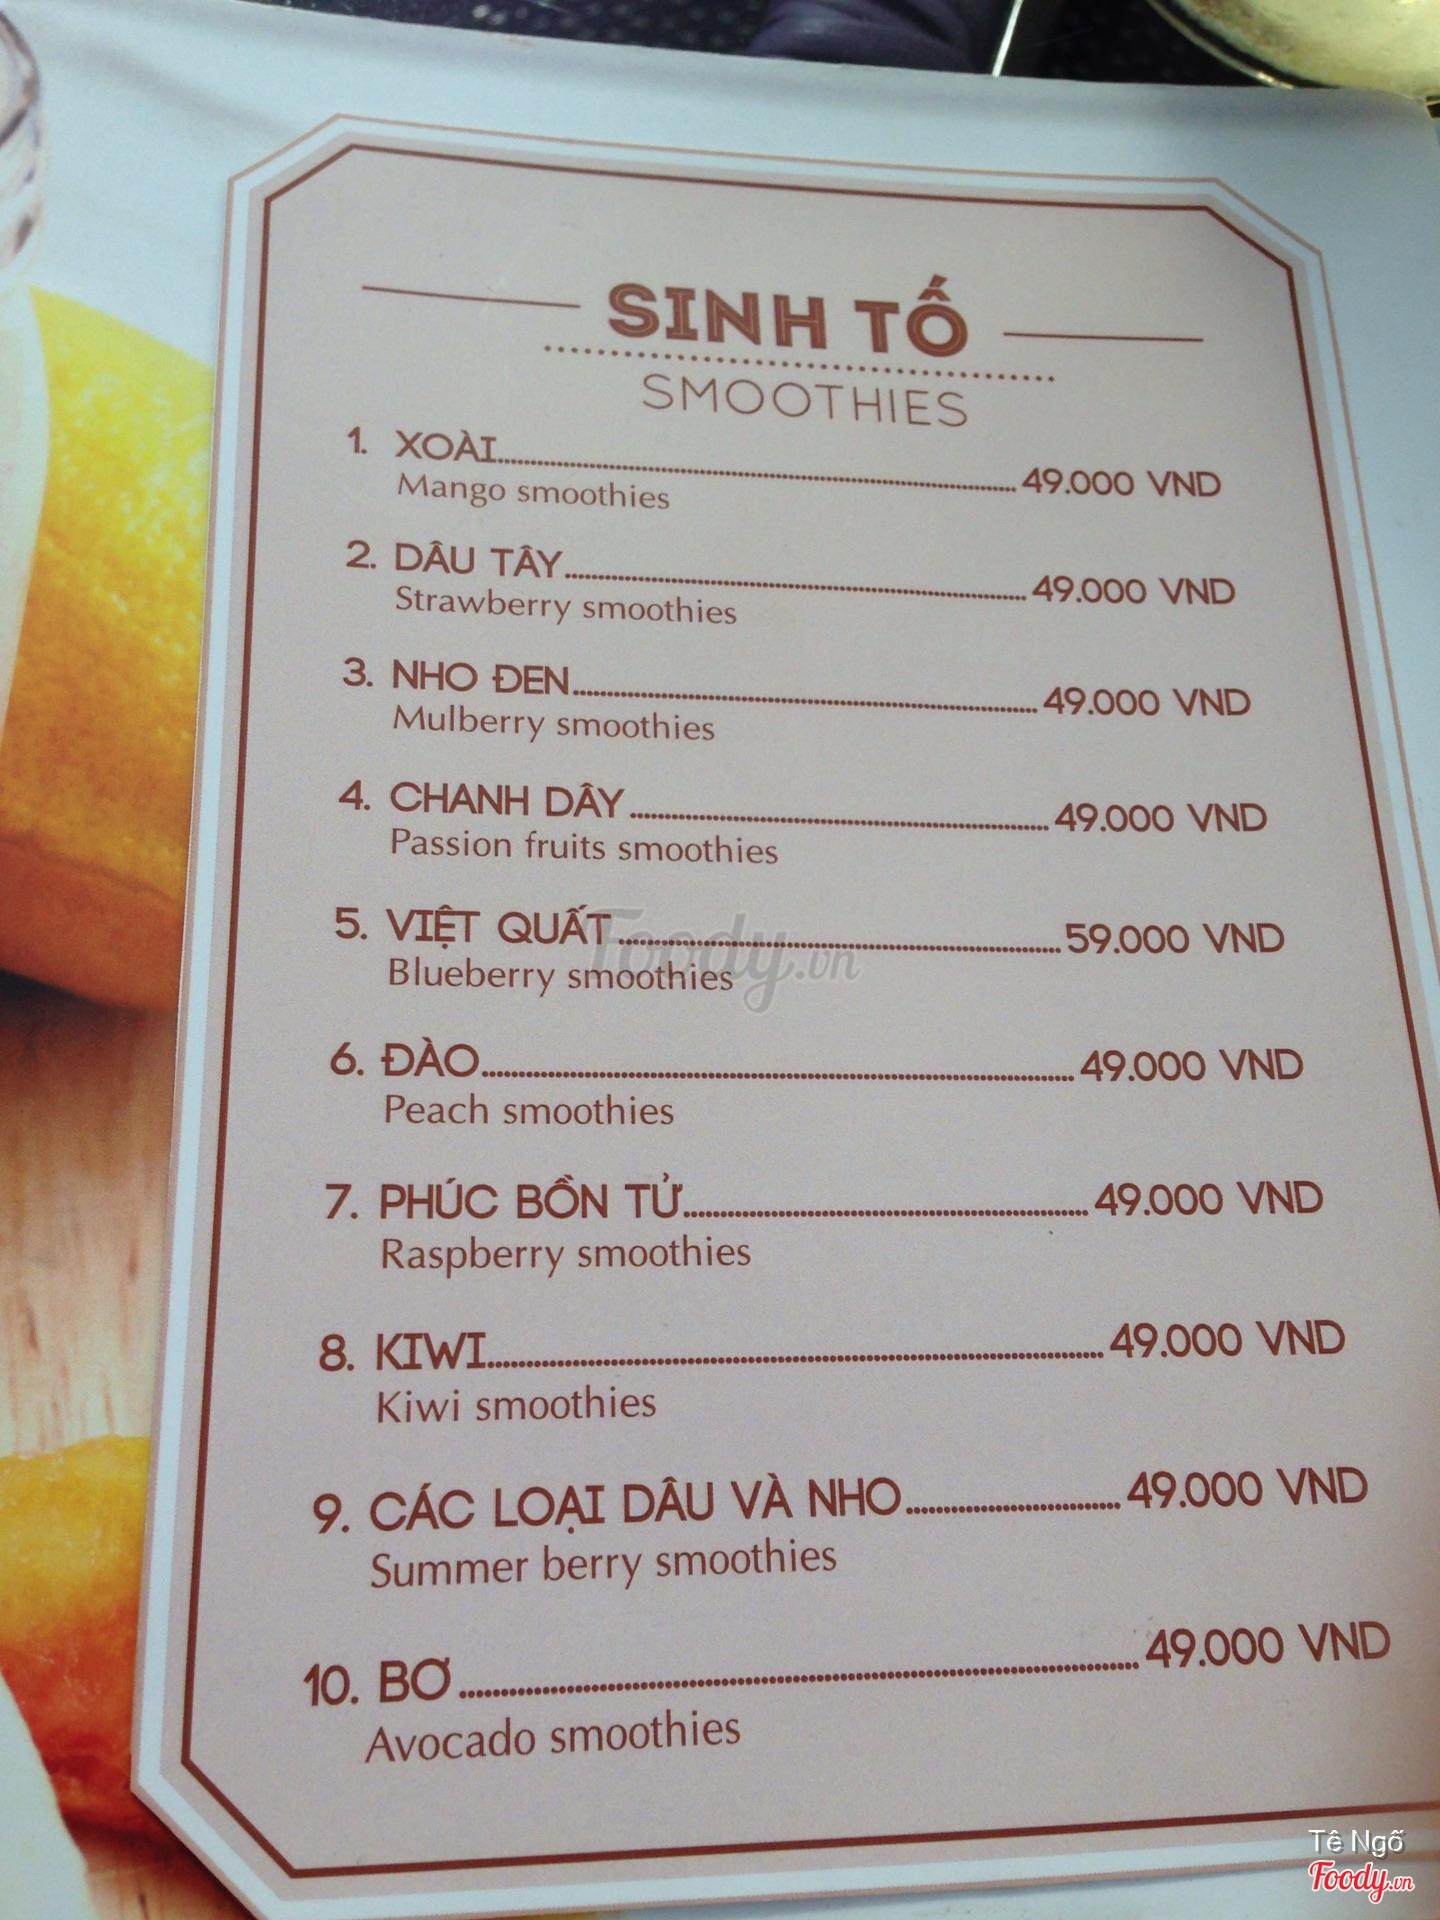 SINH TỐ
SMOOTHIES
1. XOÀI 49.000 VND
Mango smoothies
2. DÂU TÂY 49.000 VND
Strawberry smoothies
3. NHO ĐEN 49.000 VND
Mulberry smoothies
4. CHANH DÂY 49.000 VND
Passion fruits smoothies
5. VIỆT QUẤT 59.000 VND
Blueberry smoothies
Foody.vn
6. ĐÀO 49.000 VND
Peach smoothies
7. PHÚC BỒN TỬ 49.000 VND
Raspberry smoothies
8. KIWI 49.000 VND
Kiwi smoothies
9. CÁC LOẠI DÂU VÀ NHO 49.000 VND
Summer berry smoothies
10. BƠ 49.000 VND
Avocado smoothies
Tê Ngố
Foody.vn